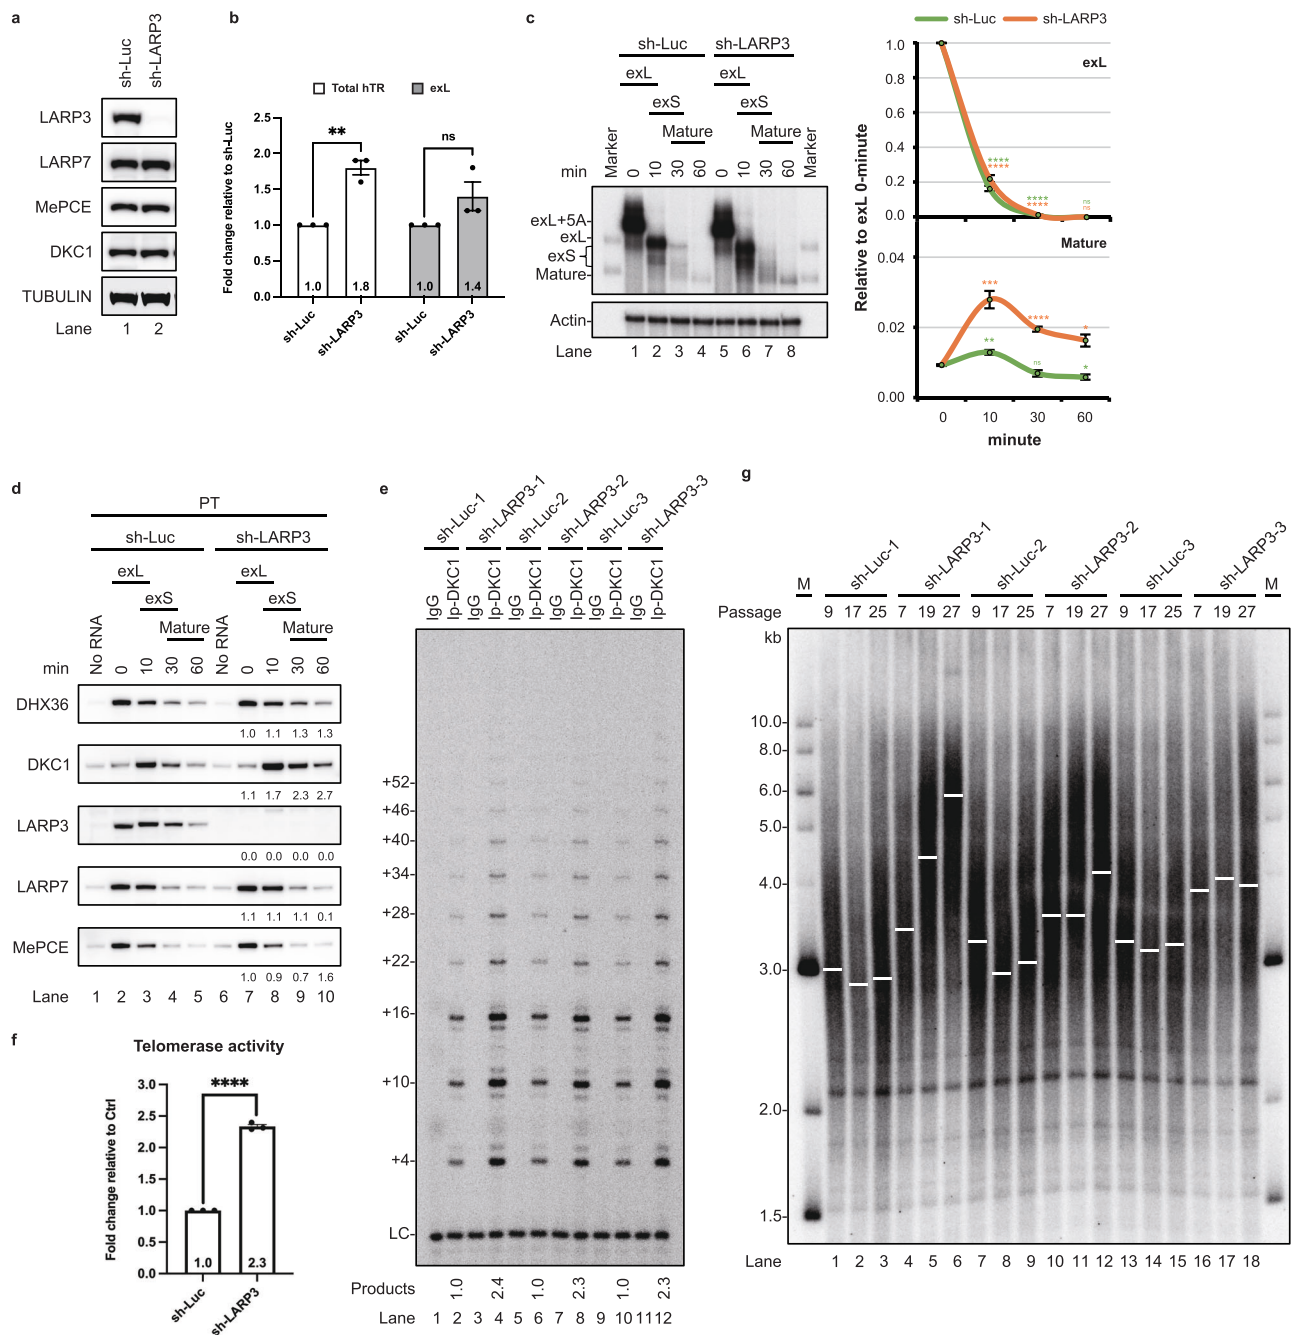 a
sh-Luc
sh-LARP3
LARP3
LARP7
MePCE
DKC1
TUBULIN
Lane 1 2
b
Total hTR exL
Fold change relative to sh-Luc
2.5
2.0
1.5
1.0
0.5
0.0
** ns
1.0 1.8 1.0 1.4
sh-Luc sh-LARP3 sh-Luc sh-LARP3
c
sh-Luc sh-LARP3
exL exL
exS exS
Mature Mature
min Marker 0 10 30 60 0 10 30 60 Marker
exL+5A
exL
exS
Mature
Actin
Lane 1 2 3 4 5 6 7 8
sh-Luc sh-LARP3
Relative to exL 0-minute
exL
1.0
0.8
0.6
0.4
0.2
0.0
****
****
****
****
ns
ns
Mature
0.04
0.02
0.00
*** **** *
** ns *
0 10 30 60
minute
d
PT
sh-Luc sh-LARP3
exL exL
exS exS
Mature Mature
min No RNA 0 10 30 60 No RNA 0 10 30 60
DHX36
1.0 1.1 1.3 1.3
DKC1
1.1 1.7 2.3 2.7
LARP3
0.0 0.0 0.0 0.0
LARP7
1.1 1.1 1.1 0.1
MePCE
1.0 0.9 0.7 1.6
Lane 1 2 3 4 5 6 7 8 9 10
e
sh-Luc-1 sh-LARP3-1 sh-Luc-2 sh-LARP3-2 sh-Luc-3 sh-LARP3-3
IgG Ip-DKC1 IgG Ip-DKC1 IgG Ip-DKC1 IgG Ip-DKC1 IgG Ip-DKC1 IgG Ip-DKC1
+52
+46
+40
+34
+28
+22
+16
+10
+4
LC
Products 1.0 2.4 1.0 2.3 1.0 2.3
Lane 1 2 3 4 5 6 7 8 9 10 11 12
f
Telomerase activity
Fold change relative to Ctrl
3.0
2.5
2.0
1.5
1.0
0.5
0.0
****
1.0 2.3
sh-Luc sh-LARP3
g
M sh-Luc-1 sh-LARP3-1 sh-Luc-2 sh-LARP3-2 sh-Luc-3 sh-LARP3-3 M
Passage 9 17 25 7 19 27 9 17 25 7 19 27 9 17 25 7 19 27
kb
10.0
8.0
6.0
5.0
4.0
3.0
2.0
1.5
Lane 1 2 3 4 5 6 7 8 9 10 11 12 13 14 15 16 17 18